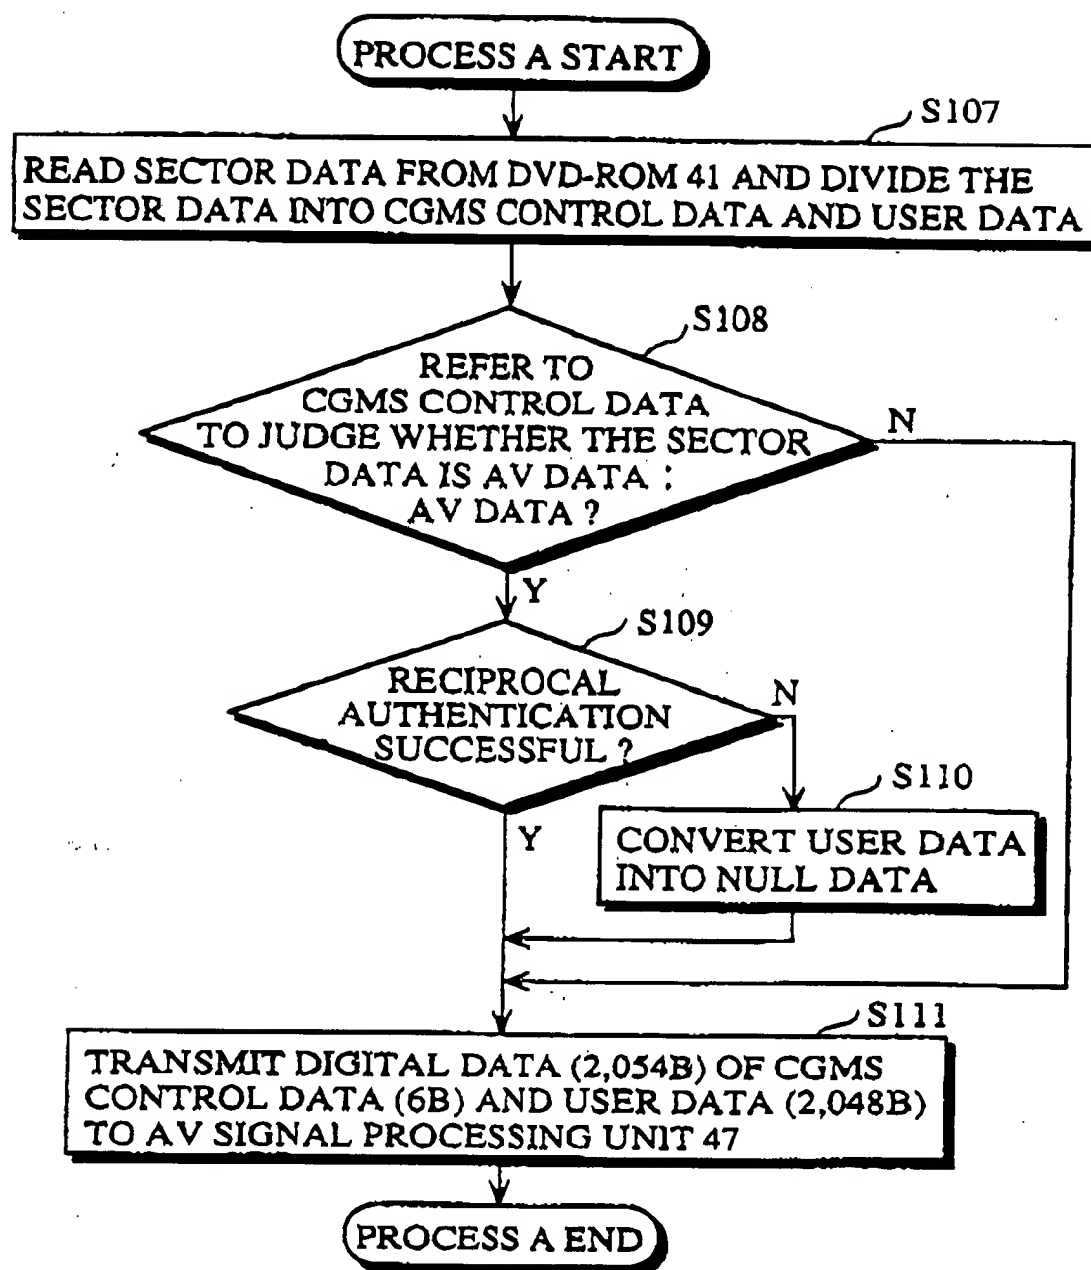 PROCESS A START
S107
READ SECTOR DATA FROM DVD-ROM 41 AND DIVIDE THE
SECTOR DATA INTO CGMS CONTROL DATA AND USER DATA
S108
REFER TO
CGMS CONTROL DATA
TO JUDGE WHETHER THE SECTOR
DATA IS AV DATA :
AV DATA ?
N
Y
S109
RECIPROCAL
AUTHENTICATION
SUCCESSFUL ?
N
Y
S110
CONVERT USER DATA
INTO NULL DATA
S111
TRANSMIT DIGITAL DATA (2,054B) OF CGMS
CONTROL DATA (6B) AND USER DATA (2,048B)
TO AV SIGNAL PROCESSING UNIT 47
PROCESS A END